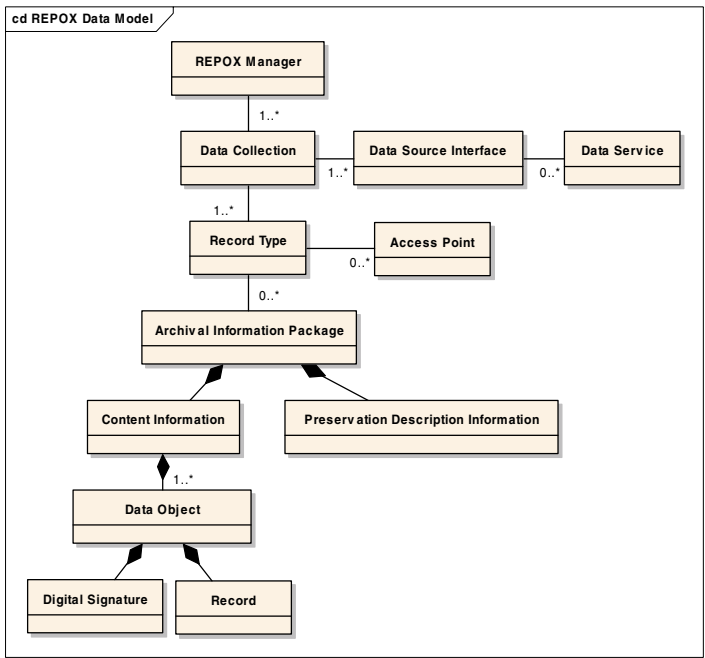 cd REPOX Data Model
REPOX Manager
1..*
Data Collection
1..*
Data Source Interface
0..*
Data Service
1..*
Record Type
0..*
Access Point
0..*
Archival Information Package
Content Information
Preservation Description Information
1..*
Data Object
Digital Signature
Record